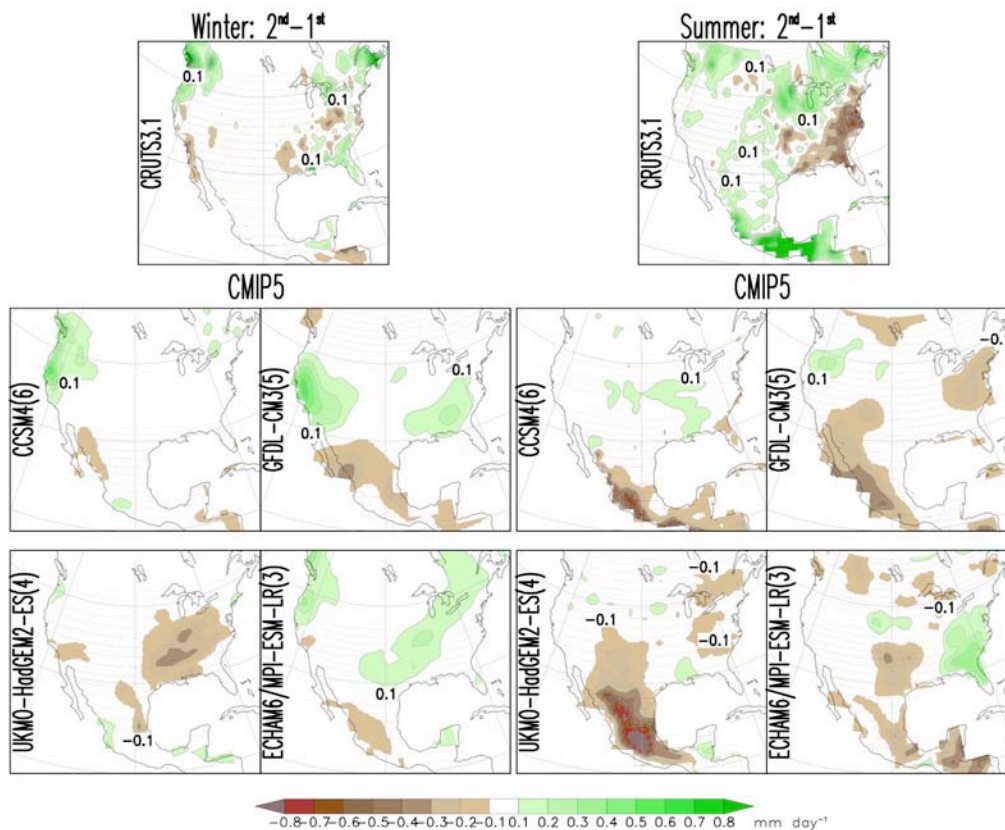 Winter: 2ⁿᵈ−1ˢᵗ
Summer: 2ⁿᵈ−1ˢᵗ
CRUTS3.1
0.1
0.1
0.1
CRUTS3.1
0.1
0.1
0.1
0.1
CMIP5
CMIP5
CCSM4(6)
0.1
GFDL-CM3(5)
0.1
0.1
CCSM4(6)
0.1
GFDL-CM3(5)
-0.1
0.1
UKMO-HadGEM2-ES(4)
-0.1
ECHAM6/MPI-ESM-LR(3)
0.1
UKMO-HadGEM2-ES(4)
-0.1
-0.1
-0.1
ECHAM6/MPI-ESM-LR(3)
-0.1
-0.8 -0.7 -0.6 -0.5 -0.4 -0.3 -0.2 -0.1 0.1 0.2 0.3 0.4 0.5 0.6 0.7 0.8 mm day⁻¹